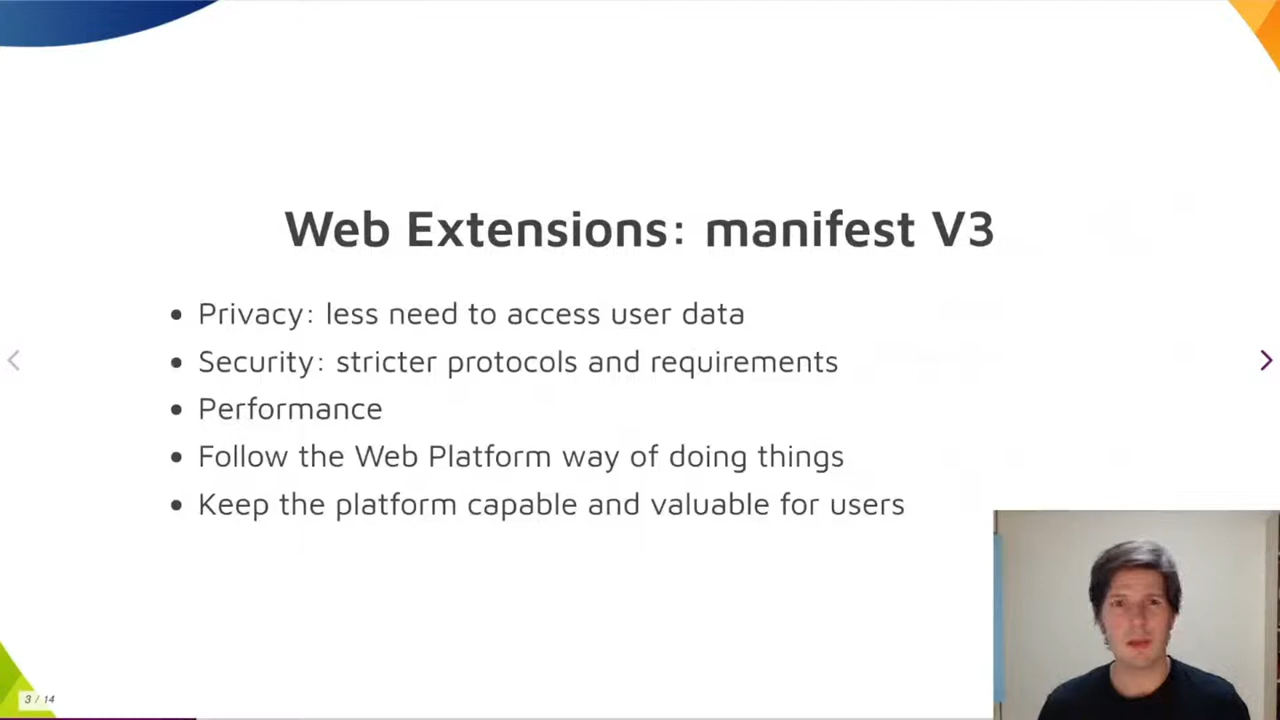 Web Extensions: manifest V3
Privacy: less need to access user data
Security: stricter protocols and requirements
Performance
Follow the Web Platform way of doing things
Keep the platform capable and valuable for users
3 / 14